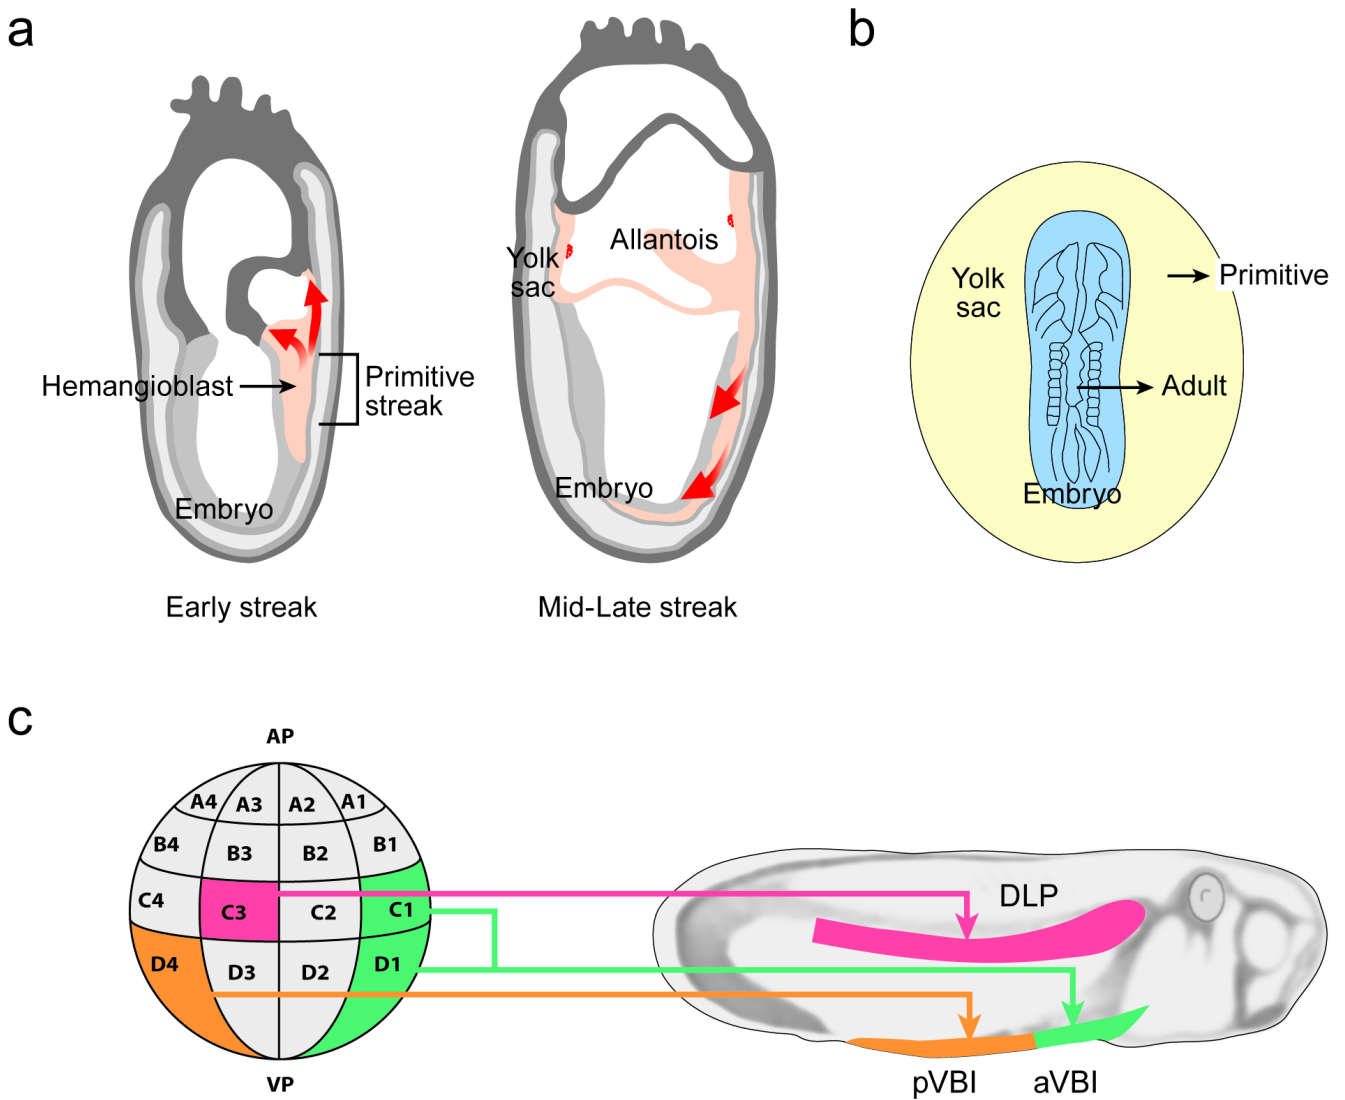 a
b
Hemangioblast
Primitive
streak
Embryo
Early streak
Yolk
sac
Allantois
Embryo
Mid-Late streak
Yolk
sac
Primitive
Adult
Embryo
c
AP
A4 A3 A2 A1
B4 B3 B2 B1
C4 C3 C2 C1
D4 D3 D2 D1
VP
DLP
pVBI aVBI